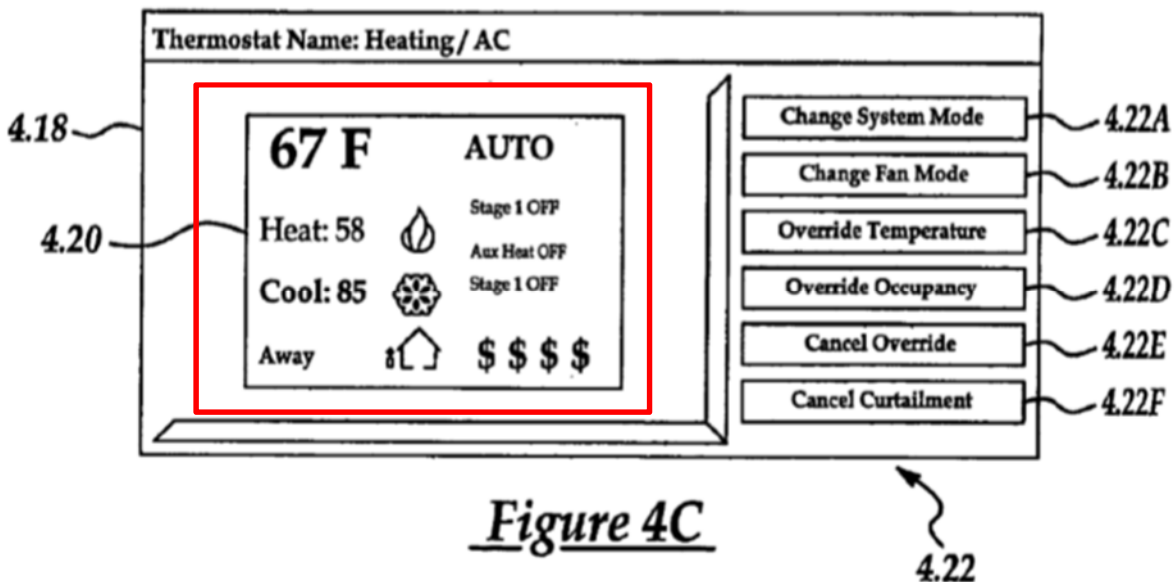 Thermostat Name: Heating / AC
4.18
67 F AUTO
Stage 1 OFF
4.20
Heat: 58
Aux Heat OFF
Cool: 85
Stage 1 OFF
Away $ $ $ $
Change System Mode 4.22A
Change Fan Mode 4.22B
Override Temperature 4.22C
Override Occupancy 4.22D
Cancel Override 4.22E
Cancel Curtailment 4.22F
4.22
Figure 4C